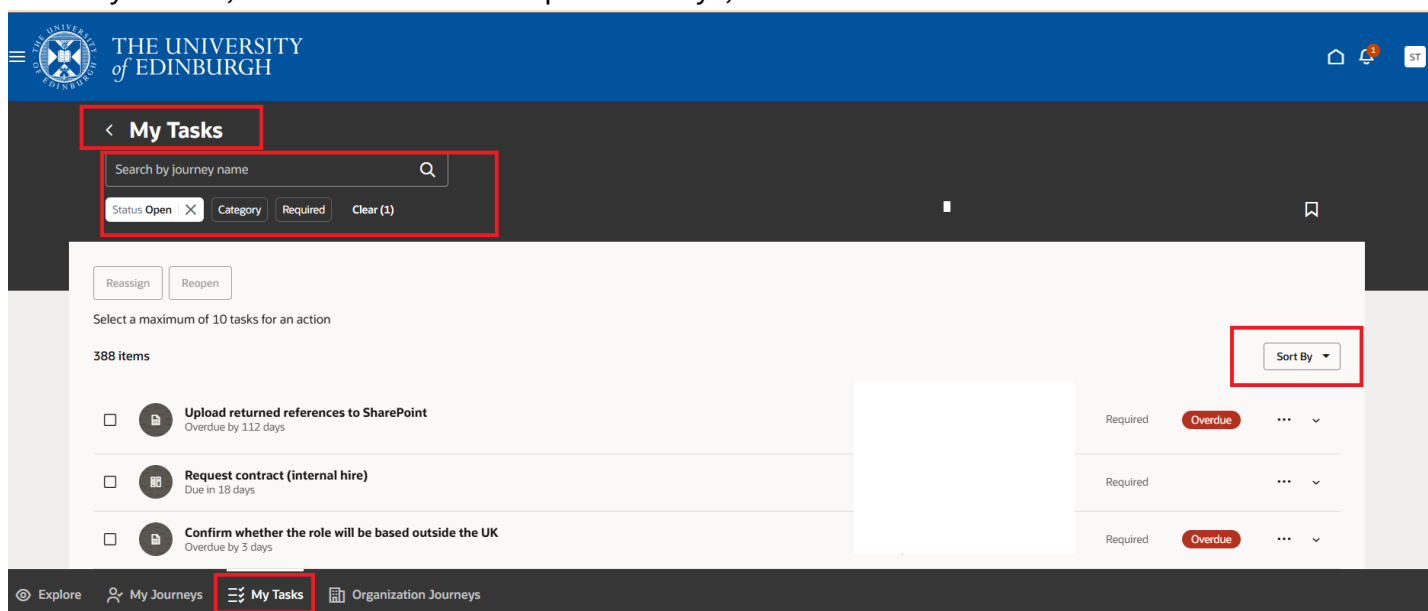 THE UNIVERSITY
of EDINBURGH
1
ST
My Tasks
Search by journey name
Status Open
Category
Required
Clear (1)
Reassign
Reopen
Select a maximum of 10 tasks for an action
388 items
Sort By
Upload returned references to SharePoint
Overdue by 112 days
Required
Overdue
Request contract (internal hire)
Due in 18 days
Required
Confirm whether the role will be based outside the UK
Overdue by 3 days
Required
Overdue
Explore
My Journeys
My Tasks
Organization Journeys